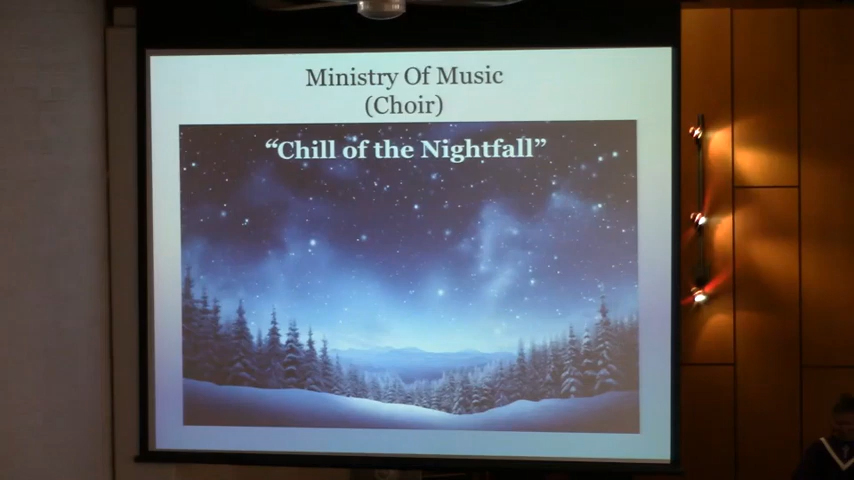 Ministry Of Music
(Choir)
“Chill of the Nightfall”